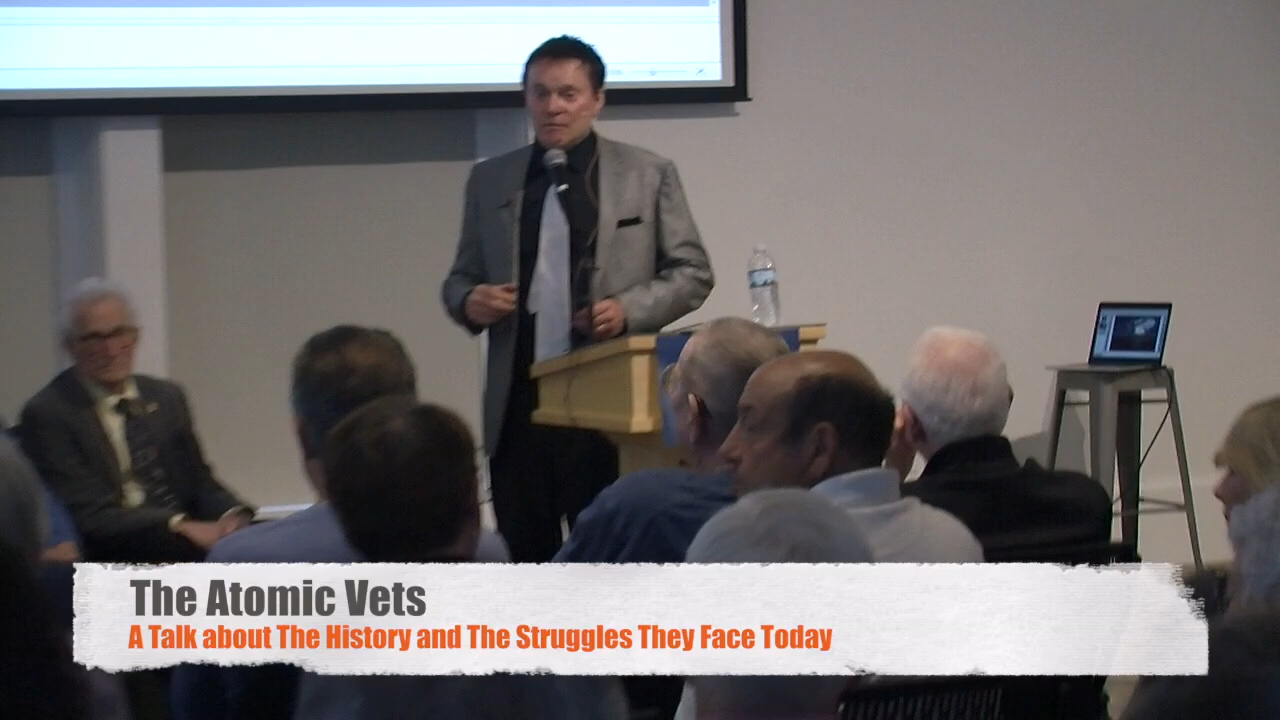 The Atomic Vets
A Talk about The History and The Struggles They Face Today